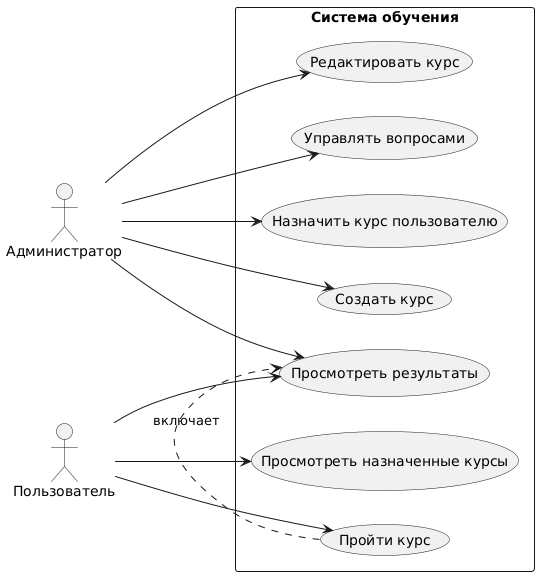 Система обучения
Редактировать курс
Управлять вопросами
Назначить курс пользователю
Администратор
Создать курс
Просмотреть результаты
включает
Просмотреть назначенные курсы
Пользователь
Пройти курс